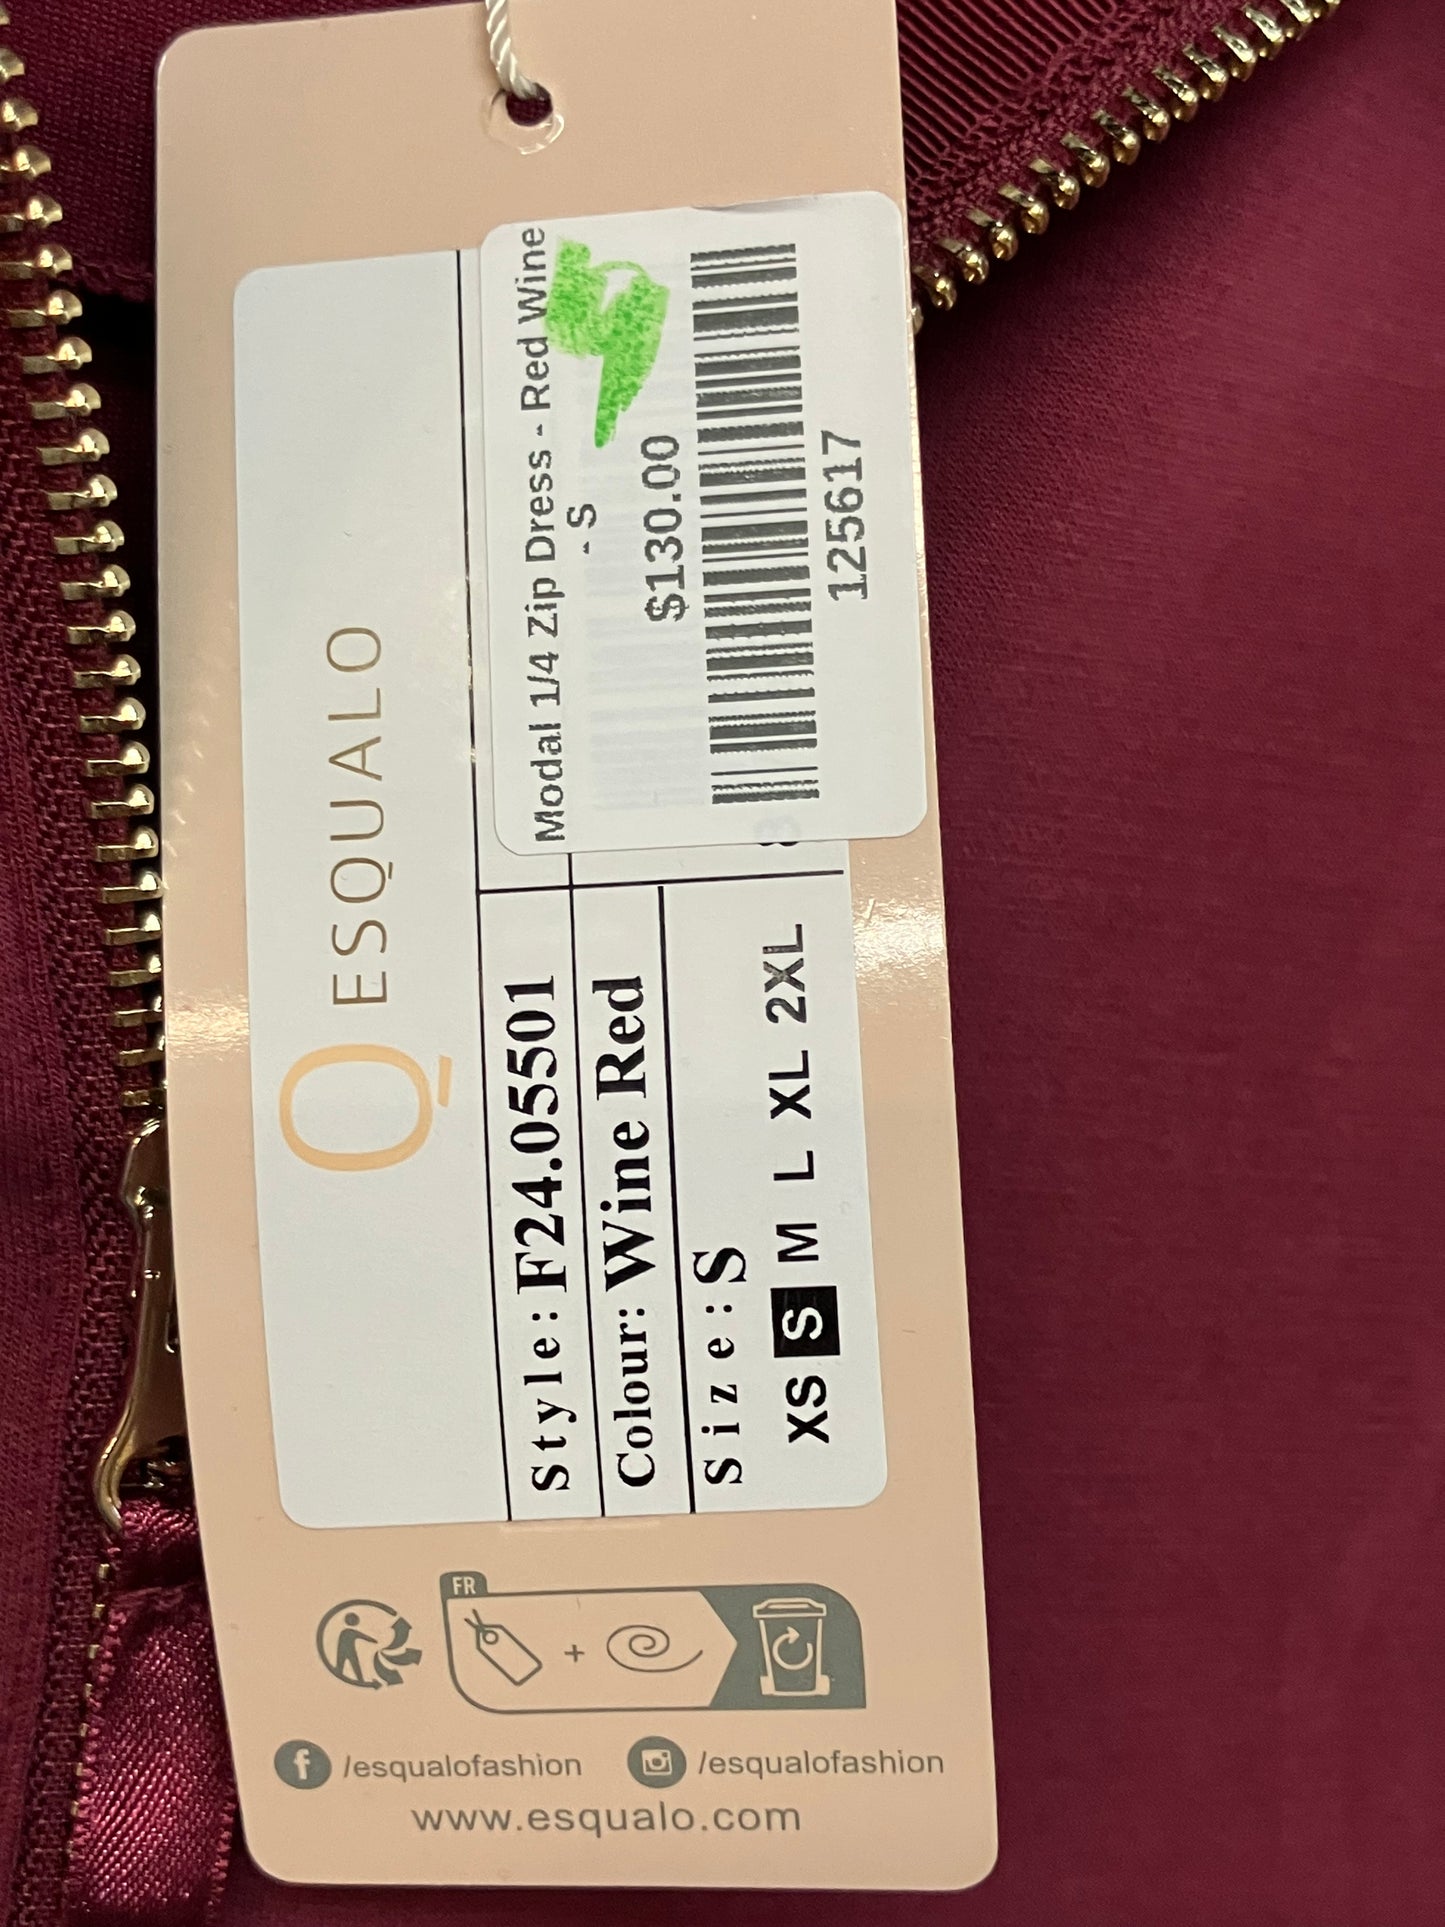 Q ESQUALO
Style: F24.05501
Colour: Wine Red
Size: S
XS S M L XL 2XL
Modal 1/4 Zip Dress - Red Wine
- S
$130.00
125617
FR
+
/esqualofashion
/esqualofashion
www.esqualo.com